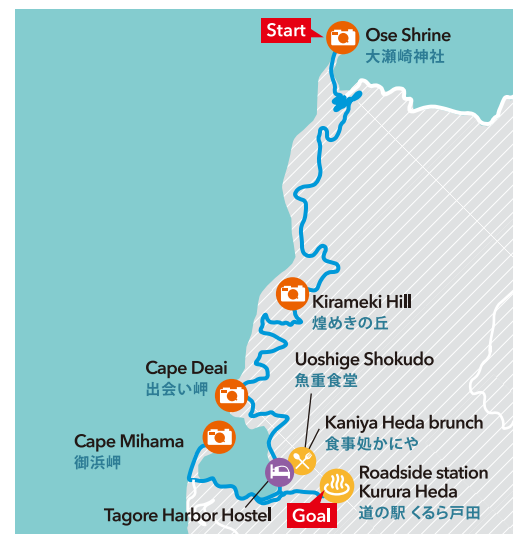 Start
Ose Shrine
大瀬崎神社
Kirameki Hill
煌めきの丘
Uoshige Shokudo
魚重食堂
Cape Deai
出会い岬
Kaniya Heda brunch
食事処かにや
Cape Mihama
御浜岬
Roadside station
Kurura Heda
道の駅 くるら戸田
Tagore Harbor Hostel
Goal